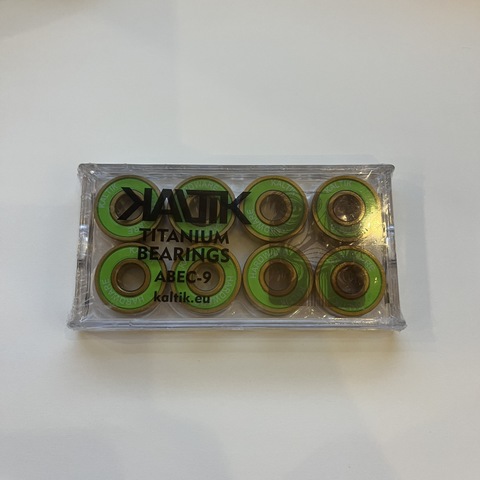 KALTIK
TITANIUM
BEARINGS
ABEC-9
kaltik.eu